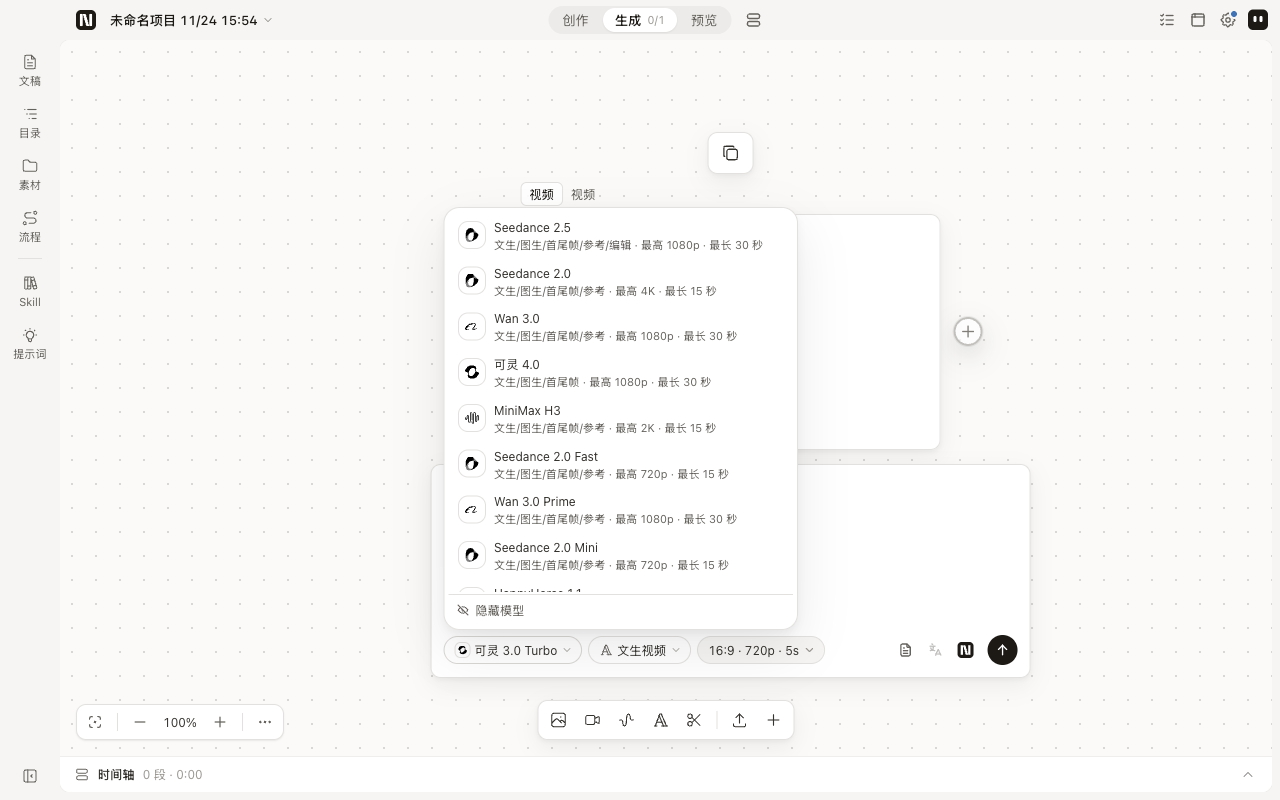 未命名项目 11/24 15:54
创作
生成 0/1
预览
文稿
目录
素材
流程
Skill
提示词
视频
视频
Seedance 2.5
文生/图生/首尾帧/参考/编辑 · 最高 1080p · 最长 30 秒
Seedance 2.0
文生/图生/首尾帧/参考 · 最高 4K · 最长 15 秒
Wan 3.0
文生/图生/首尾帧/参考 · 最高 1080p · 最长 30 秒
可灵 4.0
文生/图生/首尾帧 · 最高 1080p · 最长 30 秒
MiniMax H3
文生/图生/首尾帧/参考 · 最高 2K · 最长 15 秒
Seedance 2.0 Fast
文生/图生/首尾帧/参考 · 最高 720p · 最长 15 秒
Wan 3.0 Prime
文生/图生/首尾帧/参考 · 最高 1080p · 最长 30 秒
Seedance 2.0 Mini
文生/图生/首尾帧/参考 · 最高 720p · 最长 15 秒
隐藏模型
可灵 3.0 Turbo
文生视频
16:9 · 720p · 5s
100%
时间轴 0 段 · 0:00